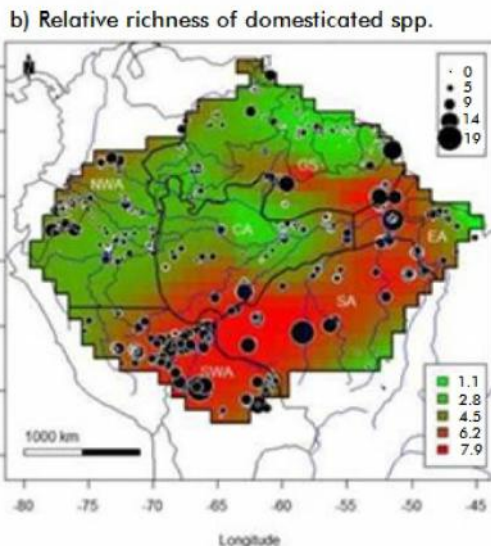 b) Relative richness of domesticated spp.
0
5
9
14
19
NWA
GS
CA
EA
SA
SWA
1.1
2.8
4.5
6.2
7.9
1000 km
-80 -75 -70 -65 -60 -55 -50 -45
Longitude